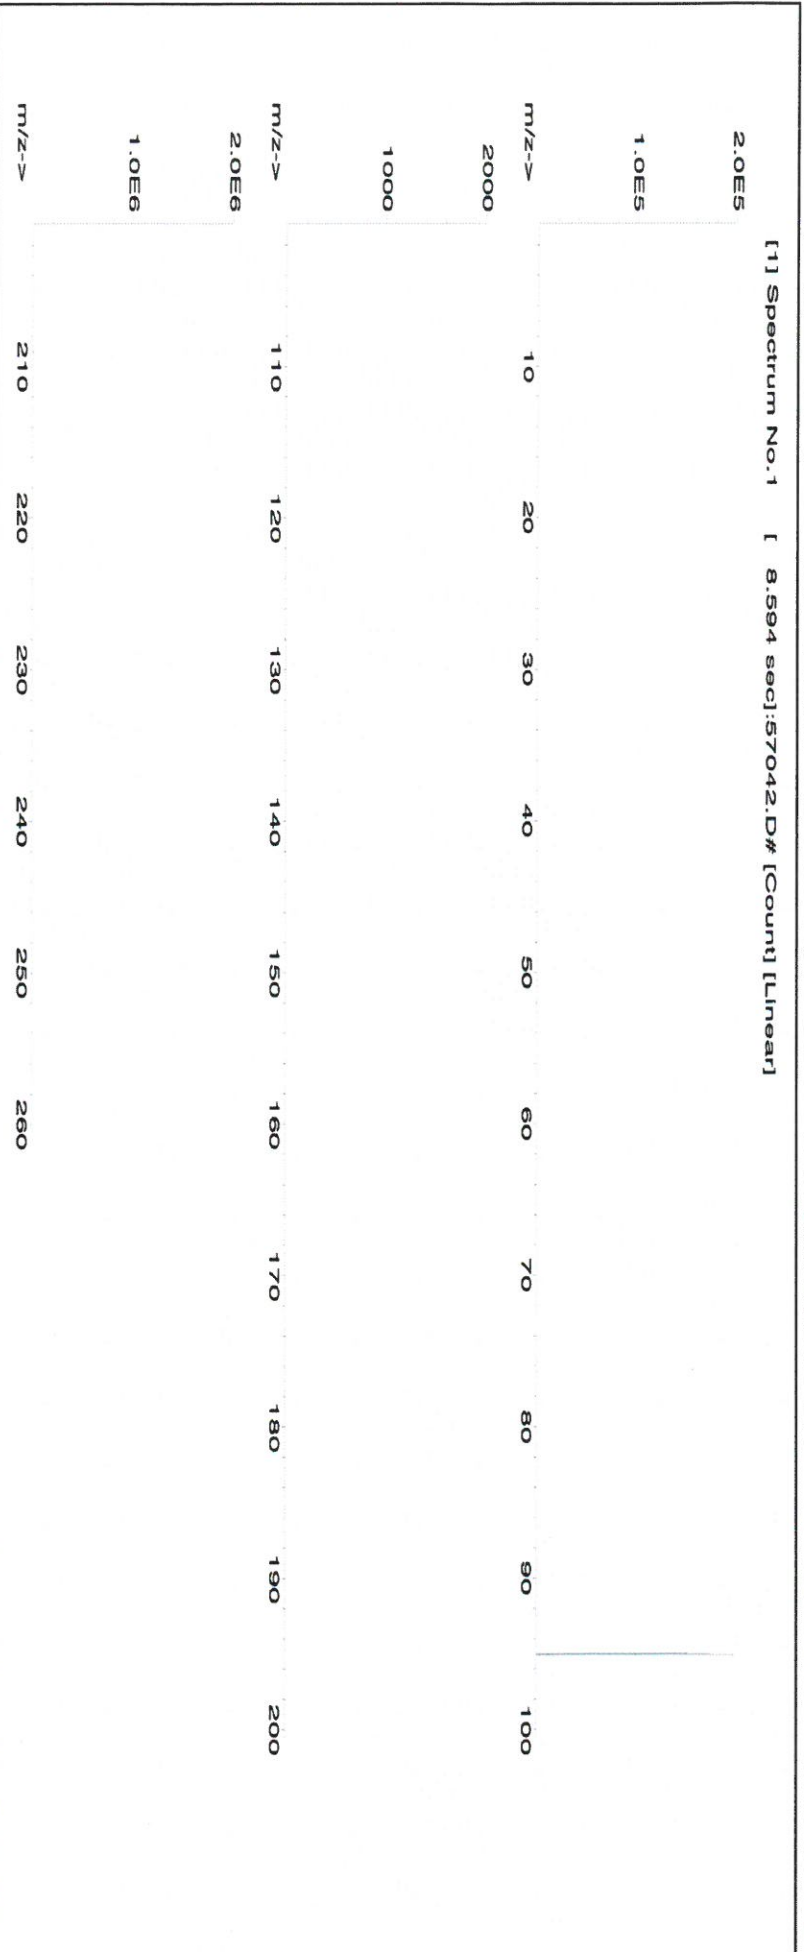 [1] Spectrum No.1 [ 8.594 sec]:57042.D# [Count] [Linear]
2.0E5
1.0E5
m/z-> 10 20 30 40 50 60 70 80 90 100
2000
1000
m/z-> 110 120 130 140 150 160 170 180 190 200
2.0E6
1.0E6
m/z-> 210 220 230 240 250 260